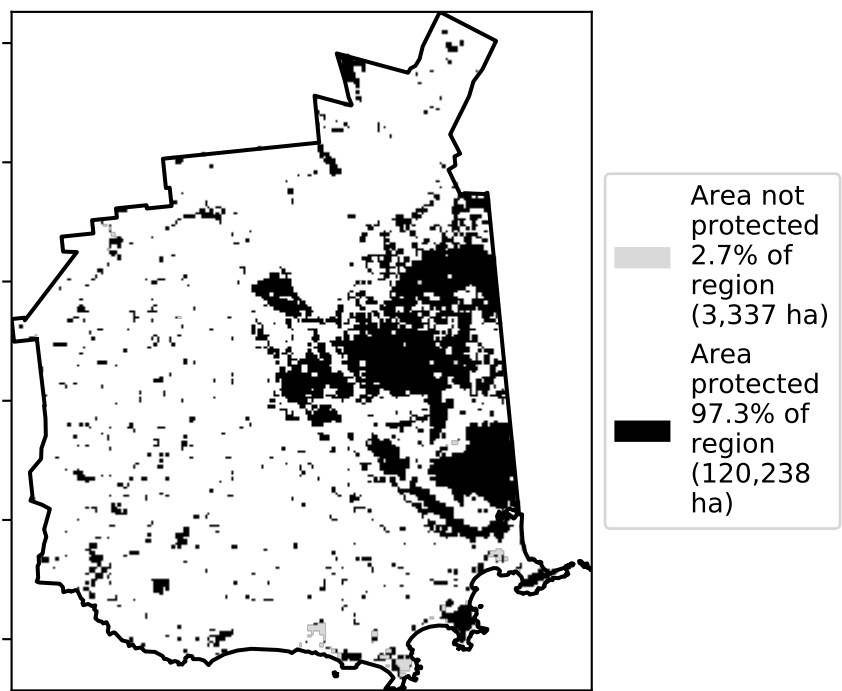 Area not
protected
2.7% of
region
(3,337 ha)
Area
protected
97.3% of
region
(120,238
ha)